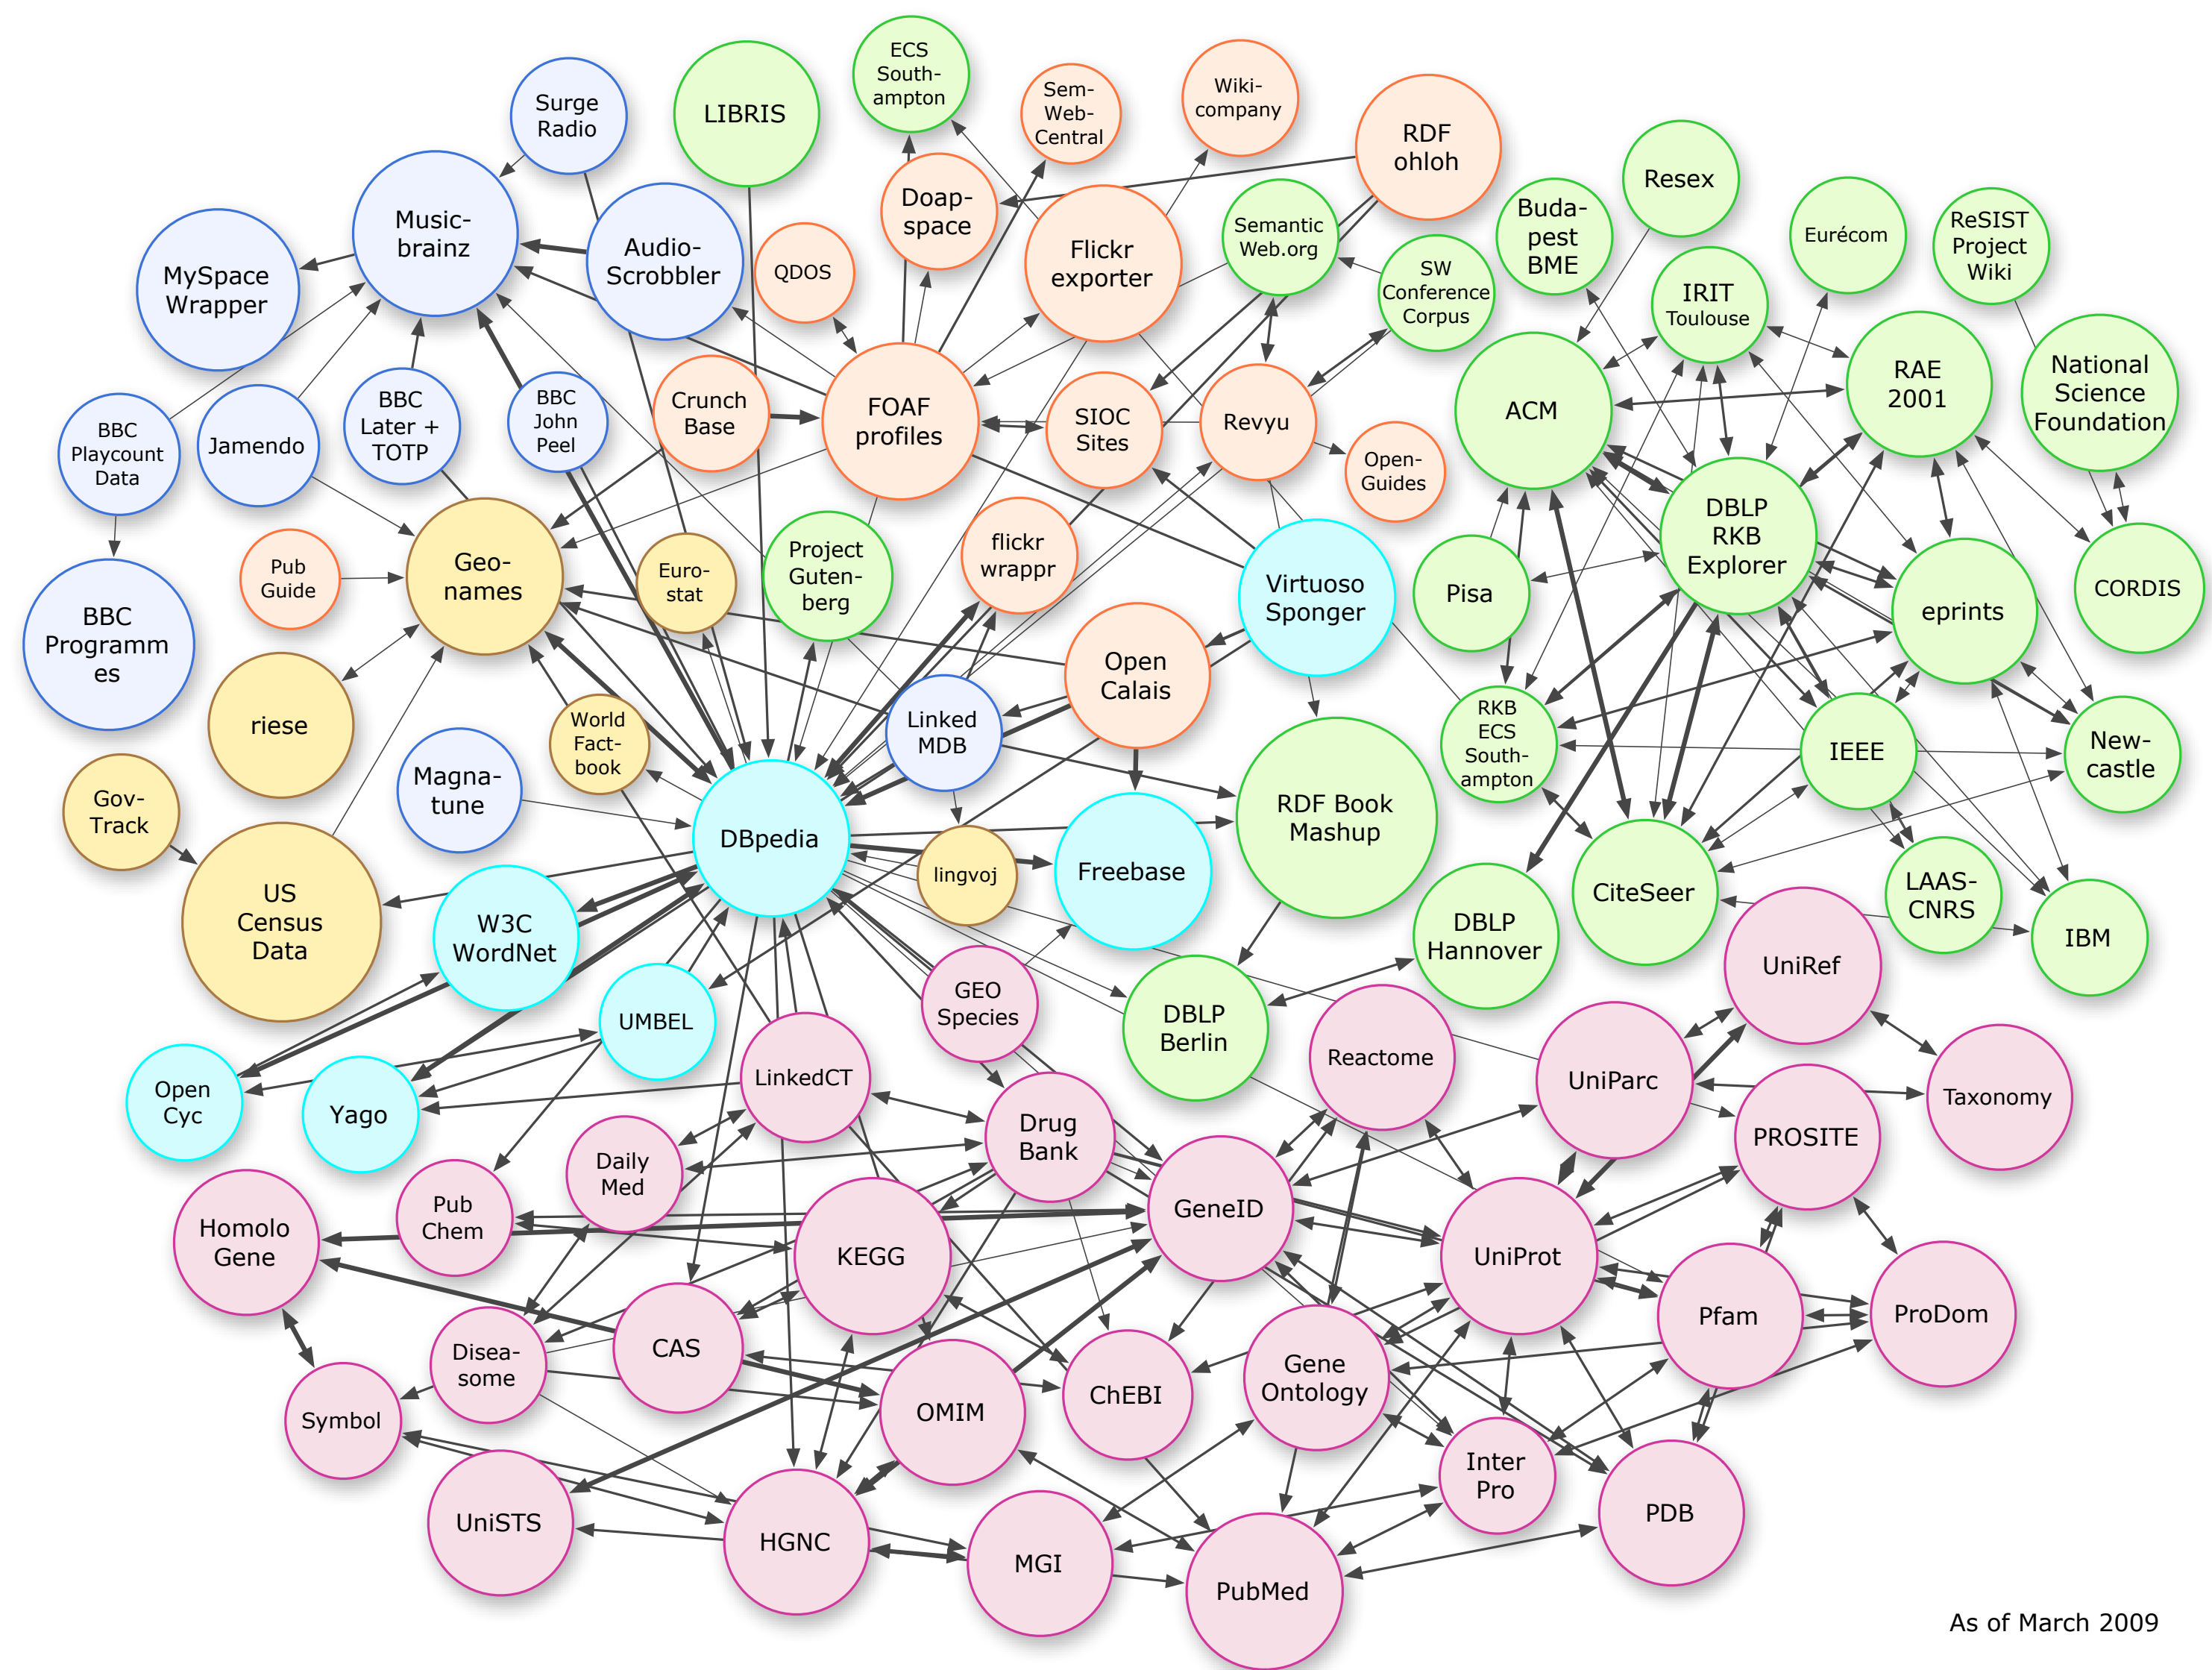 ECS
South-
ampton
Surge
Radio
LIBRIS
Sem-
Web-
Central
Wiki-
company
RDF
ohloh
Music-
brainz
MySpace
Wrapper
Audio-
Scrobbler
QDOS
Doap-
space
Flickr
exporter
Semantic
Web.org
SW
Conference
Corpus
Buda-
pest
BME
Resex
IRIT
Toulouse
Eurécom
ReSIST
Project
Wiki
National
Science
Foundation
RAE
2001
ACM
BBC
Playcount
Data
Jamendo
BBC
Later +
TOTP
BBC
John
Peel
Crunch
Base
FOAF
profiles
SIOC
Sites
Revyu
Open-
Guides
DBLP
RKB
Explorer
Pub
Guide
Geo-
names
Euro-
stat
Project
Guten-
berg
flickr
wrappr
Virtuoso
Sponger
Pisa
eprints
CORDIS
BBC
Programm
es
riese
World
Fact-
book
Linked
MDB
Open
Calais
RKB
ECS
South-
ampton
IEEE
New-
castle
Gov-
Track
Magna-
tune
DBpedia
RDF Book
Mashup
lingvoj
Freebase
CiteSeer
LAAS-
CNRS
IBM
US
Census
Data
W3C
WordNet
DBLP
Hannover
UniRef
UMBEL
GEO
Species
DBLP
Berlin
Reactome
UniParc
Taxonomy
Open
Cyc
Yago
LinkedCT
Drug
Bank
PROSITE
Homolo
Gene
Pub
Chem
Daily
Med
KEGG
GeneID
UniProt
Pfam
ProDom
Symbol
Disea-
some
CAS
OMIM
ChEBI
Gene
Ontology
Inter
Pro
PDB
UniSTS
HGNC
MGI
PubMed
As of March 2009